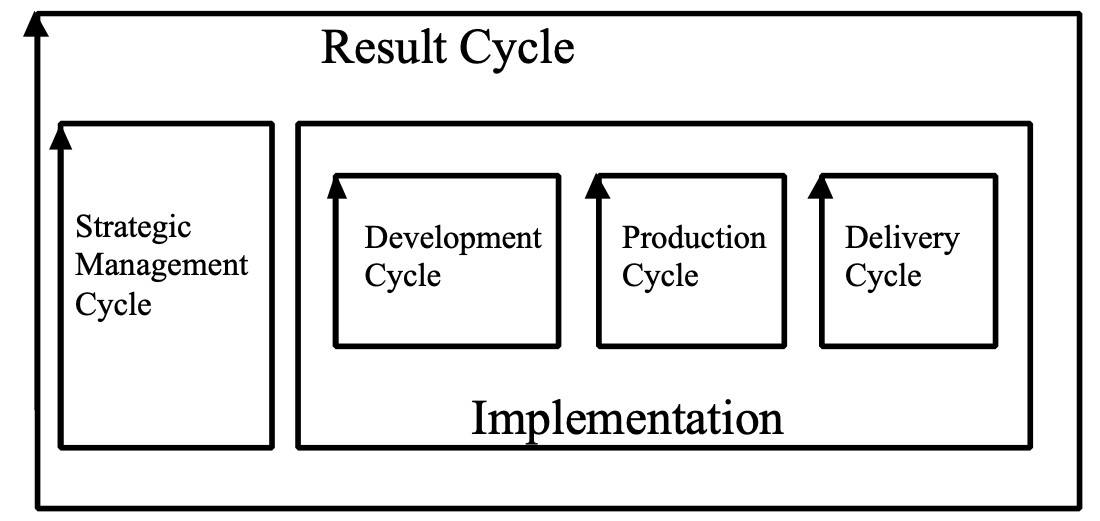 Result Cycle
Strategic
Management
Cycle
Development
Cycle
Production
Cycle
Delivery
Cycle
Implementation